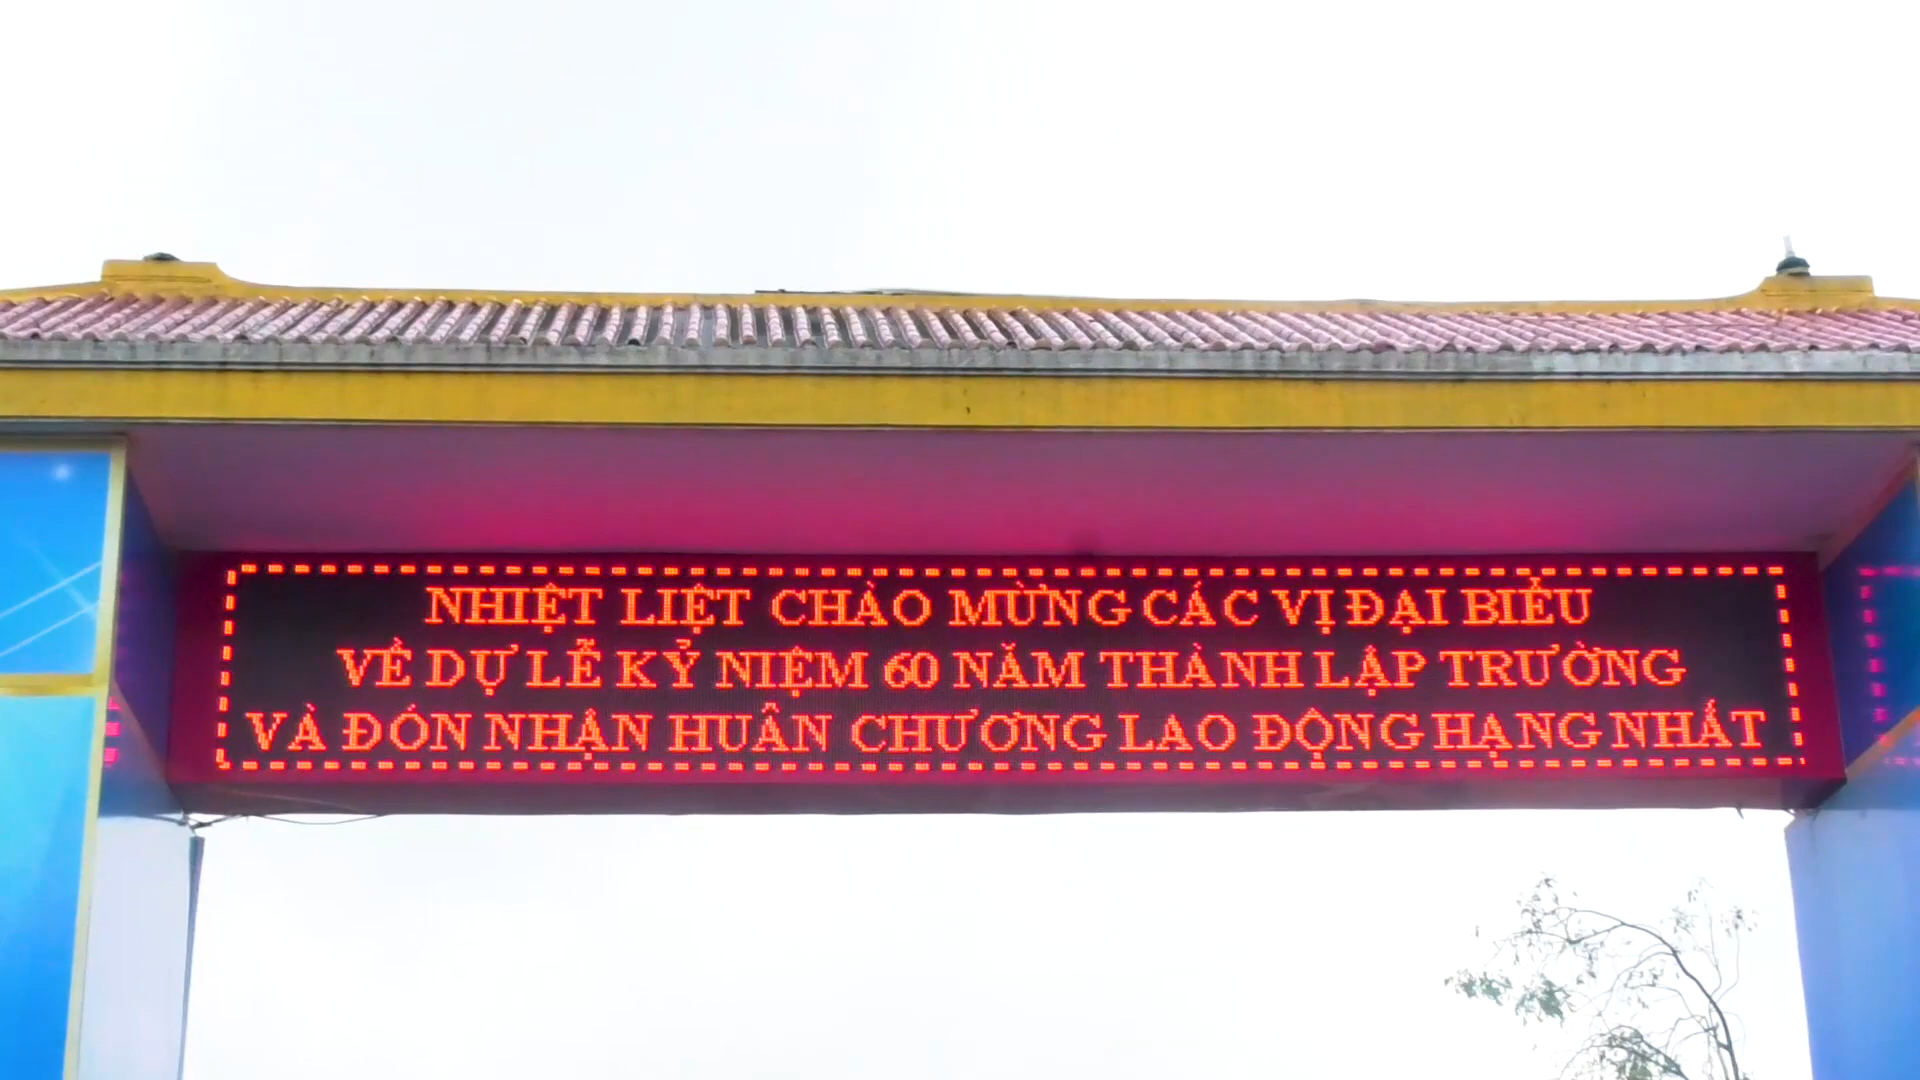 NHIỆT LIỆT CHÀO MỪNG CÁC VỊ ĐẠI BIỂU
VỀ DỰ LỄ KỶ NIỆM 60 NĂM THÀNH LẬP TRƯỜNG
VÀ ĐÓN NHẬN HUÂN CHƯƠNG LAO ĐỘNG HẠNG NHẤT